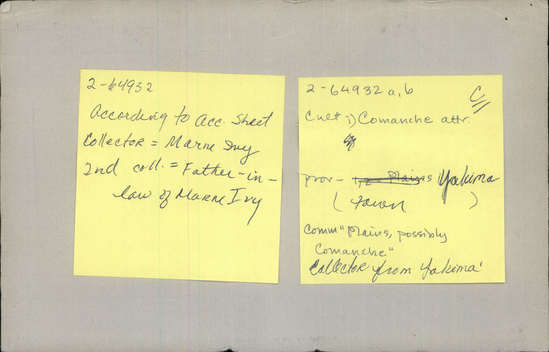 2-64932
According to Acc. Sheet
Collector = Marne Ivy
2nd coll. = Father-in-
law of Marne Ivy
2-64932 a,b
C
Cult ;) Comanche attr.
prov- Plains Yakima
( town )
Comm "Plains, possibly
Comanche"
Collector from Yakima